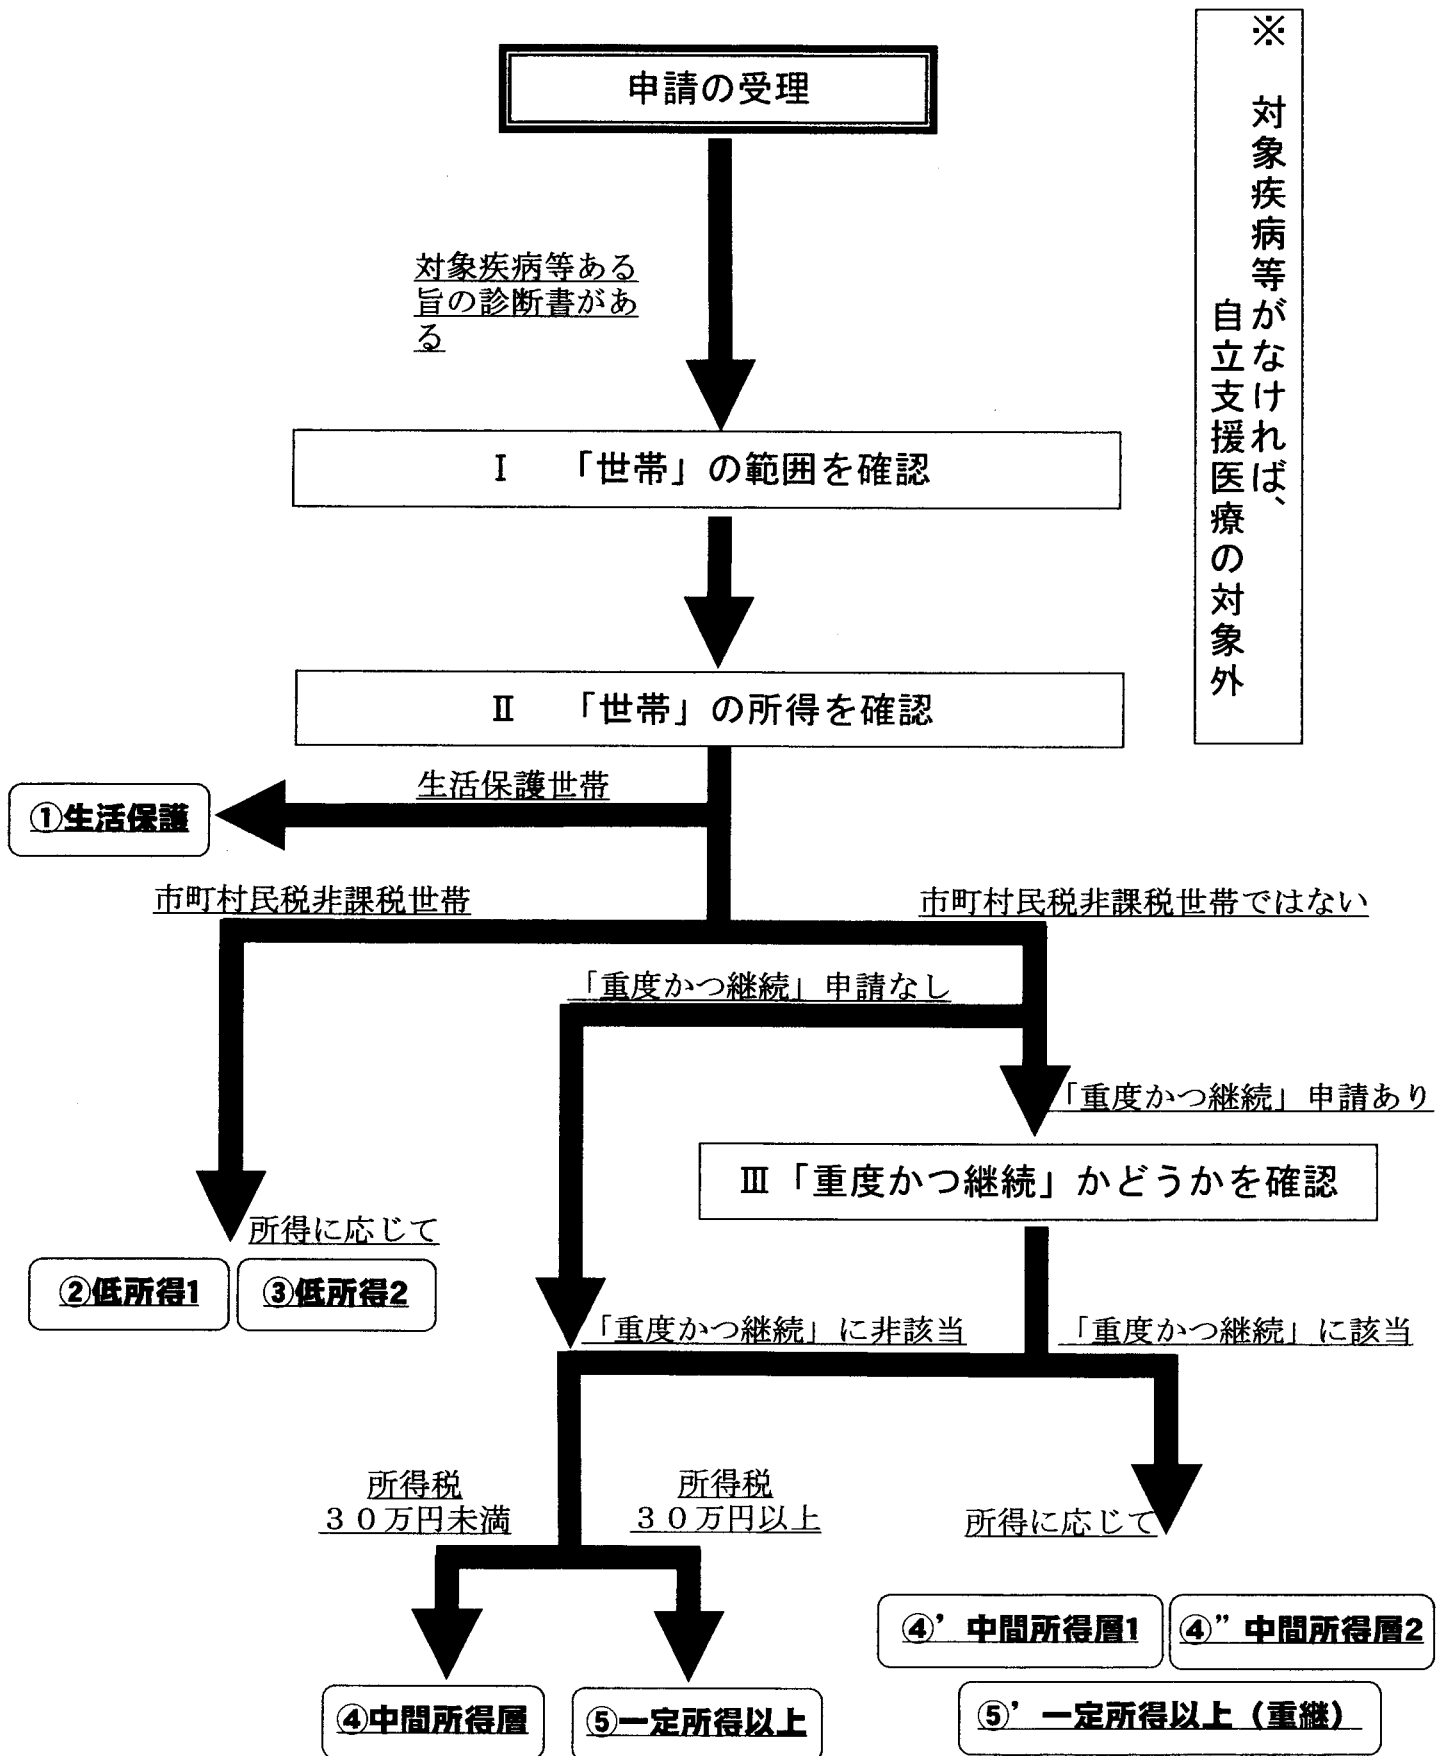 申請の受理
※　対象疾病等がなければ、
自立支援医療の対象外
対象疾病等ある
旨の診断書があ
る
Ⅰ　「世帯」の範囲を確認
Ⅱ　「世帯」の所得を確認
生活保護世帯
①生活保護
市町村民税非課税世帯
市町村民税非課税世帯ではない
「重度かつ継続」申請なし
「重度かつ継続」申請あり
Ⅲ「重度かつ継続」かどうかを確認
所得に応じて
②低所得1
③低所得2
「重度かつ継続」に非該当
「重度かつ継続」に該当
所得税
３０万円未満
所得税
３０万円以上
所得に応じて
④’中間所得層1
④”中間所得層2
④中間所得層
⑤一定所得以上
⑤’一定所得以上（重継）